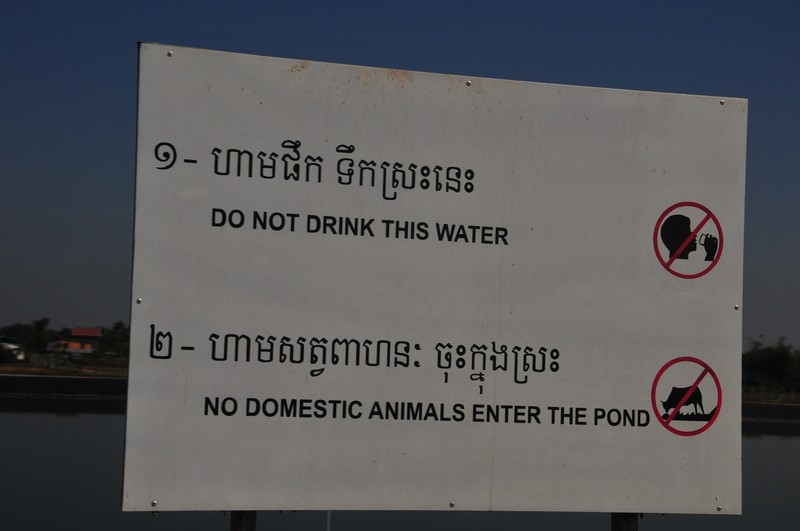 ១- ហាមផឹក ទឹកស្រះនេះ
DO NOT DRINK THIS WATER
២- ហាមសត្វពាហនៈ ចុះក្នុងស្រះ
NO DOMESTIC ANIMALS ENTER THE POND